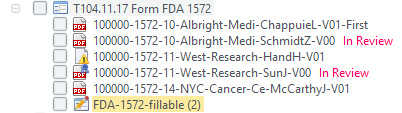 T104.11.17 Form FDA 1572
100000-1572-10-Albright-Medi-ChappuieL-V01-First
100000-1572-10-Albright-Medi-SchmidtZ-V00 In Review
100000-1572-11-West-Research-HandH-V01
100000-1572-11-West-Research-SunJ-V00 In Review
100000-1572-14-NYC-Cancer-Ce-McCarthyJ-V01
FDA-1572-fillable (2)